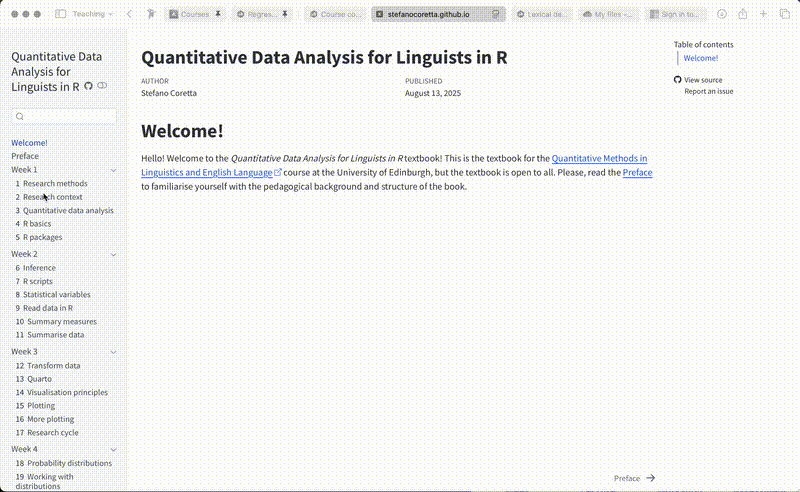 Teaching
Courses
Regres...
Course co...
stefanocoretta.github.io
Lexical de...
My files –...
Sign in to...
Quantitative Data
Analysis for
Linguists in R
Welcome!
Preface
Week 1
1 Research methods
2 Research context
3 Quantitative data analysis
4 R basics
5 R packages
Week 2
6 Inference
7 R scripts
8 Statistical variables
9 Read data in R
10 Summary measures
11 Summarise data
Week 3
12 Transform data
13 Quarto
14 Visualisation principles
15 Plotting
16 More plotting
17 Research cycle
Week 4
18 Probability distributions
19 Working with
distributions
Quantitative Data Analysis for Linguists in R
AUTHOR
Stefano Coretta
PUBLISHED
August 13, 2025
Welcome!
Hello! Welcome to the Quantitative Data Analysis for Linguists in R textbook! This is the textbook for the Quantitative Methods in
Linguistics and English Language course at the University of Edinburgh, but the textbook is open to all. Please, read the Preface
to familiarise yourself with the pedagogical background and structure of the book.
Preface
Table of contents
Welcome!
View source
Report an issue